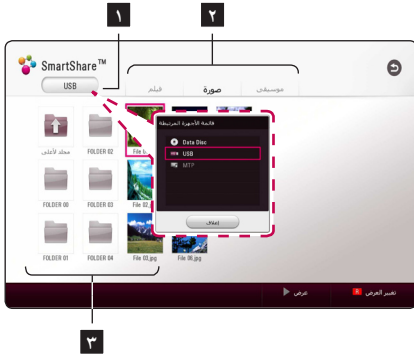 ١
٢
SmartShare™
USB
فيلم
صورة
موسيقى
قائمة الأجهزة المرتبطة
Data Disc
USB
MTP
إغلاق
مجلد لأعلى
FOLDER 02
FOLDER 00
FOLDER 03
File 02.jpg
FOLDER 01
FOLDER 04
File 03.jpg
File 06.jpg
عرض
تغيير العرض
٣